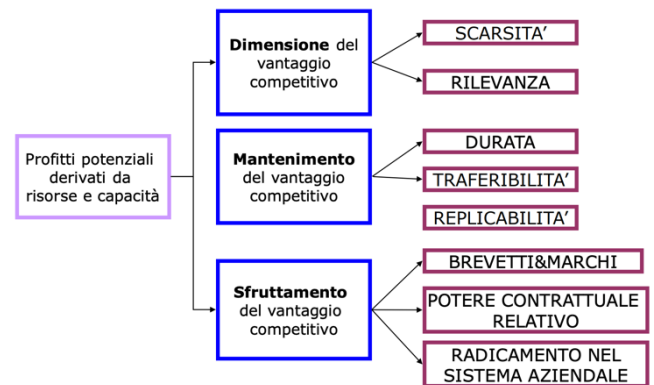 Profitti potenziali
derivati da
risorse e capacità
Dimensione del
vantaggio
competitivo
SCARSITA’
RILEVANZA
Mantenimento
del vantaggio
competitivo
DURATA
TRAFERIBILITA’
REPLICABILITA’
Sfruttamento
del vantaggio
competitivo
BREVETTI&MARCHI
POTERE CONTRATTUALE
RELATIVO
RADICAMENTO NEL
SISTEMA AZIENDALE